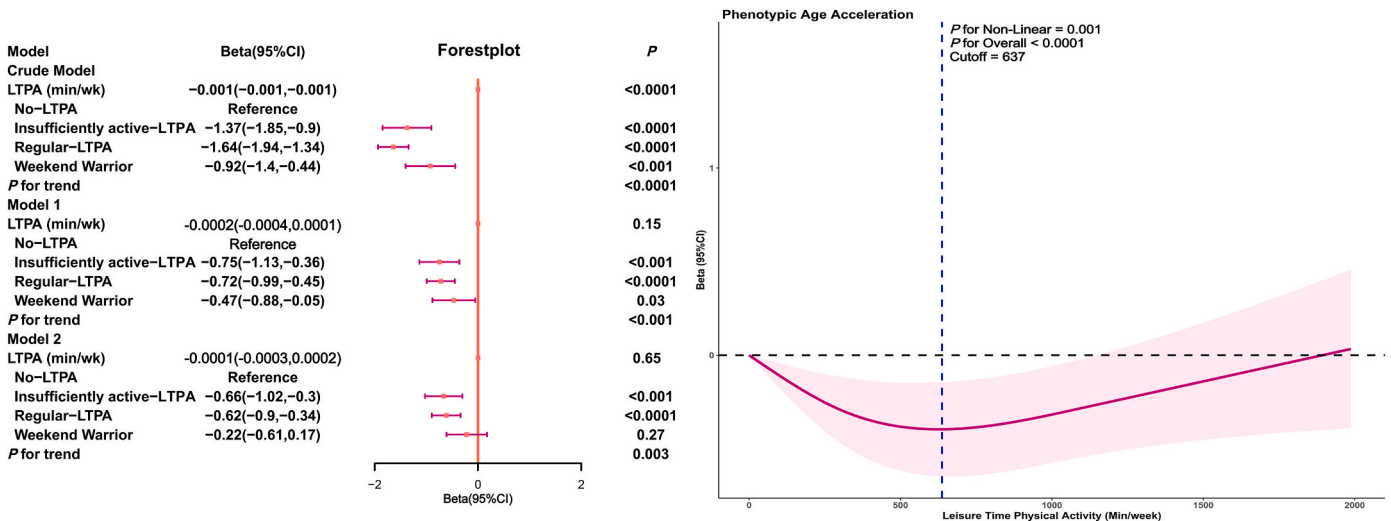 Model Beta(95%CI) Forestplot P
Crude Model
LTPA (min/wk) −0.001(−0.001,−0.001) <0.0001
No−LTPA Reference
Insufficiently active−LTPA −1.37(−1.85,−0.9) <0.0001
Regular−LTPA −1.64(−1.94,−1.34) <0.0001
Weekend Warrior −0.92(−1.4,−0.44) <0.001
P for trend <0.0001
Model 1
LTPA (min/wk) -0.0002(-0.0004,0.0001) 0.15
No−LTPA Reference
Insufficiently active−LTPA −0.75(−1.13,−0.36) <0.001
Regular−LTPA −0.72(−0.99,−0.45) <0.0001
Weekend Warrior −0.47(−0.88,−0.05) 0.03
P for trend <0.001
Model 2
LTPA (min/wk) -0.0001(-0.0003,0.0002) 0.65
No−LTPA Reference
Insufficiently active−LTPA −0.66(−1.02,−0.3) <0.001
Regular−LTPA −0.62(−0.9,−0.34) <0.0001
Weekend Warrior −0.22(−0.61,0.17) 0.27
P for trend 0.003
−2 0 2
Beta(95%CI)
Phenotypic Age Acceleration
P for Non-Linear = 0.001
P for Overall < 0.0001
Cutoff = 637
Beta (95%CI)
1
0
0 500 1000 1500 2000
Leisure Time Physical Activity (Min/week)